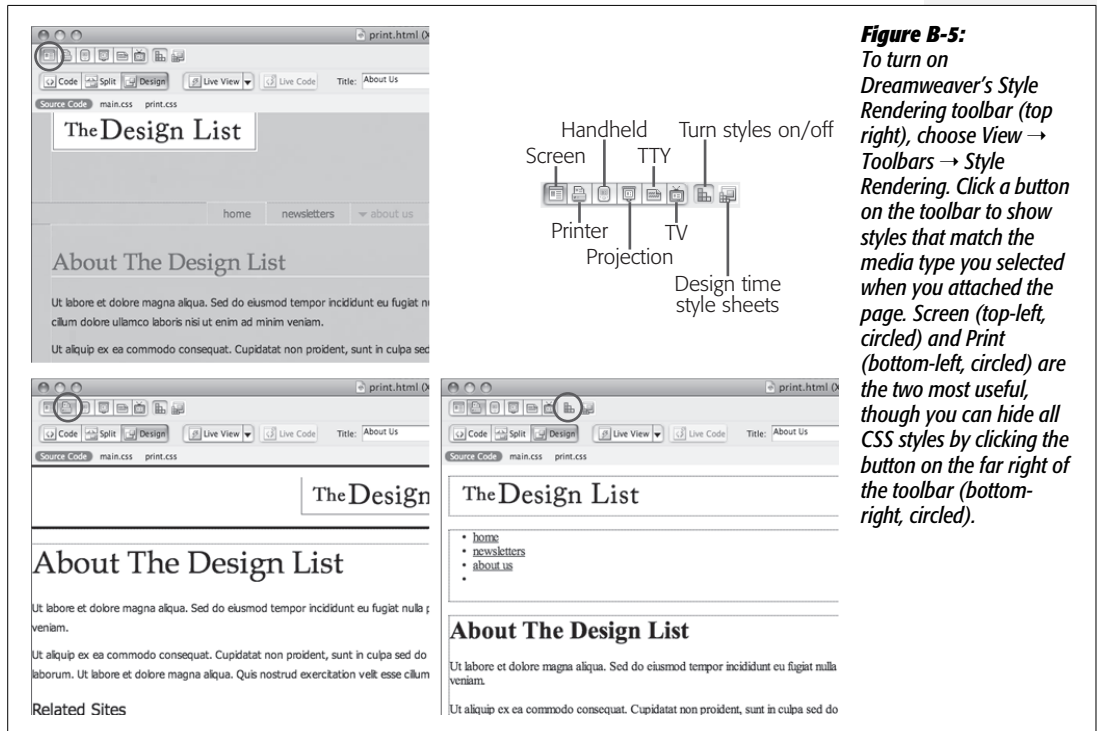 print.html (X
Code Split Design Live View Live Code Title: About Us
Source Code main.css print.css
The Design List
home newsletters about us
About The Design List
Ut labore et dolore magna aliqua. Sed do eiusmod tempor incididunt eu fugiat nu
cillum dolore ullamco laboris nisi ut enim ad minim veniam.
Ut aliquip ex ea commodo consequat. Cupidatat non proident, sunt in culpa sed
Handheld Turn styles on/off
Screen TTY
Printer TV
Projection
Design time
style sheets
print.html (X
Code Split Design Live View Live Code Title: About Us
Source Code main.css print.css
The Design
About The Design List
Ut labore et dolore magna aliqua. Sed do eiusmod tempor incididunt eu fugiat nulla p
veniam.
Ut aliquip ex ea commodo consequat. Cupidatat non proident, sunt in culpa sed do
laborum. Ut labore et dolore magna aliqua. Quis nostrud exercitation velit esse cillum
Related Sites
print.html (X
Code Split Design Live View Live Code Title: About Us
Source Code main.css print.css
The Design List
• home
• newsletters
• about us
•
About The Design List
Ut labore et dolore magna aliqua. Sed do eiusmod tempor incididunt eu fugiat nulla
veniam.
Ut aliquip ex ea commodo consequat. Cupidatat non proident, sunt in culpa sed do
Figure B-5:
To turn on
Dreamweaver's Style
Rendering toolbar (top
right), choose View →
Toolbars → Style
Rendering. Click a button
on the toolbar to show
styles that match the
media type you selected
when you attached the
page. Screen (top-left,
circled) and Print
(bottom-left, circled) are
the two most useful,
though you can hide all
CSS styles by clicking the
button on the far right of
the toolbar (bottom-
right, circled).